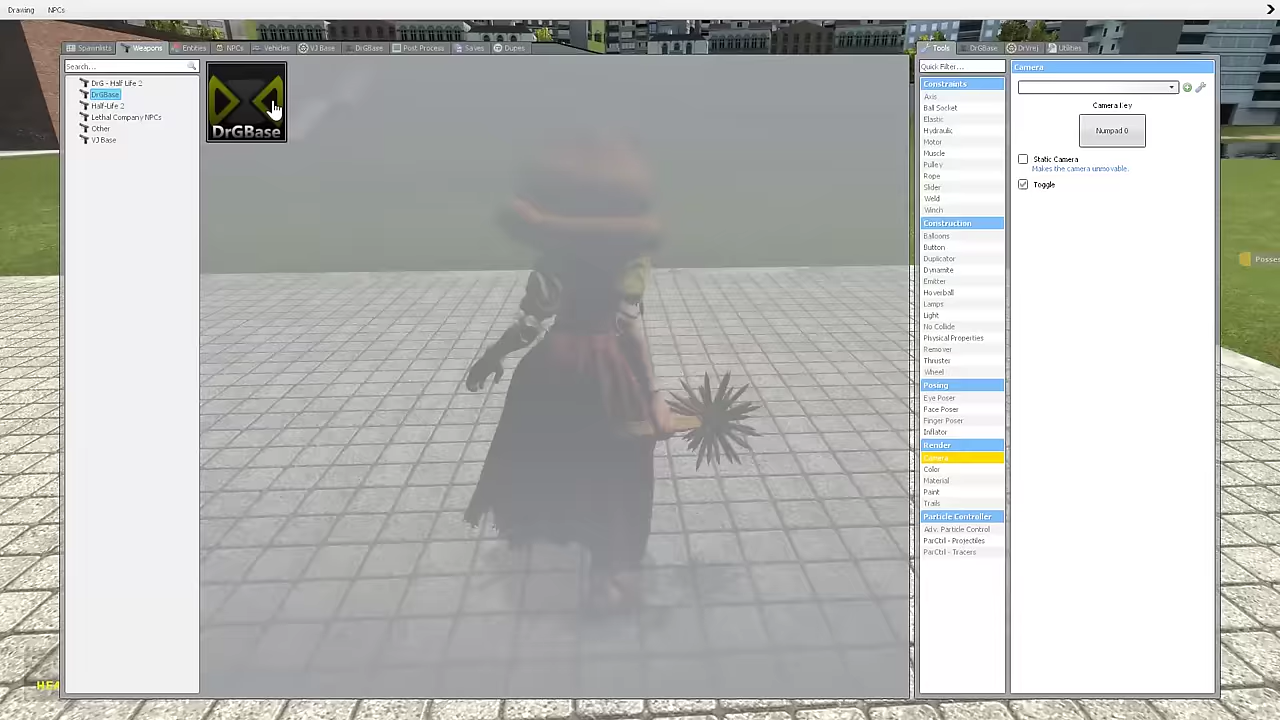 Drawing NPCs
Spawnlists Weapons Entities NPCs Vehicles VJ Base DrGBase Post Process Saves Dupes
Tools DrGBase DrVrej Utilities
Search...
DrG - Half Life 2
DrGBase
Half-Life 2
Lethal Company NPCs
Other
VJ Base
DrGBase
Quick Filter...
Constraints
Axis
Ball Socket
Elastic
Hydraulic
Motor
Muscle
Pulley
Rope
Slider
Weld
Winch
Construction
Balloons
Button
Duplicator
Dynamite
Emitter
Hoverball
Lamps
Light
No Collide
Physical Properties
Remover
Thruster
Wheel
Posing
Eye Poser
Face Poser
Finger Poser
Inflator
Render
Camera
Color
Material
Paint
Trails
Particle Controller
Adv. Particle Control
ParCtrl - Projectiles
ParCtrl - Tracers
Camera
Camera Key
Numpad 0
Static Camera
Makes the camera unmovable.
Toggle